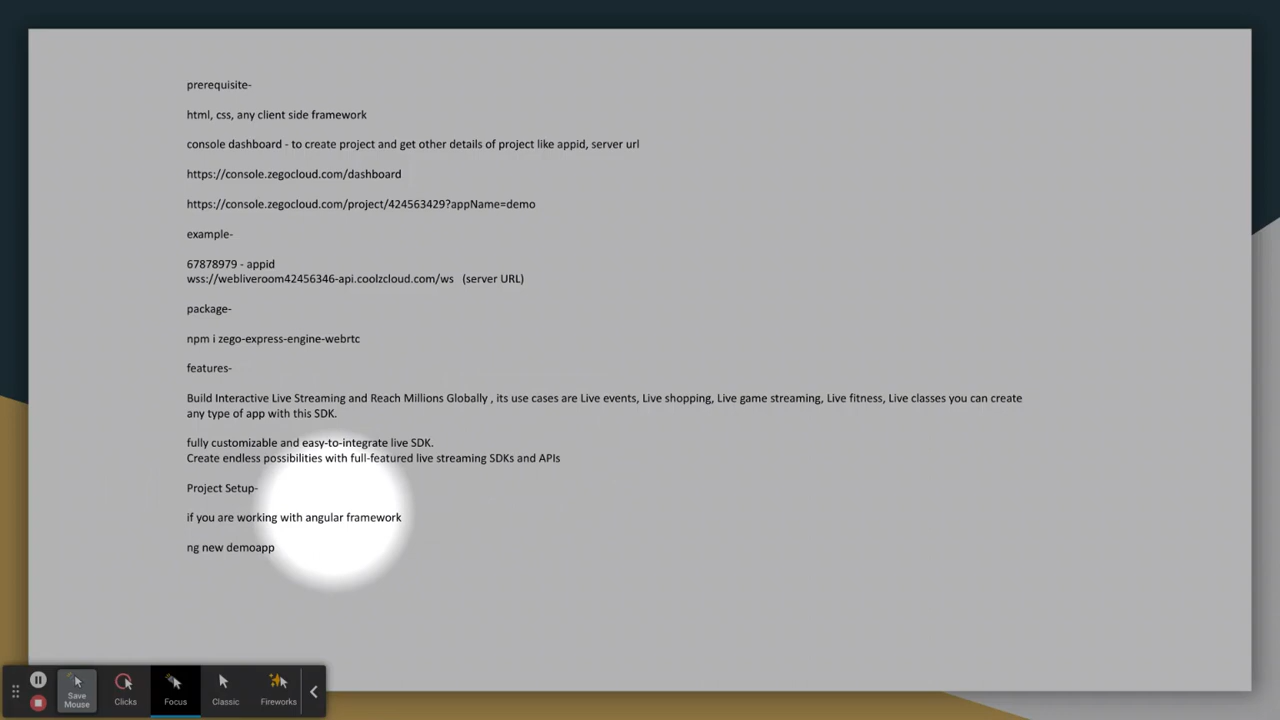 prerequisite-
html, css, any client side framework
console dashboard - to create project and get other details of project like appid, server url
https://console.zegocloud.com/dashboard
https://console.zegocloud.com/project/424563429?appName=demo
example-
67878979 - appid
wss://webliveroom42456346-api.coolzcloud.com/ws   (server URL)
package-
npm i zego-express-engine-webrtc
features-
Build Interactive Live Streaming and Reach Millions Globally , its use cases are Live events, Live shopping, Live game streaming, Live fitness, Live classes you can create
any type of app with this SDK.
fully customizable and easy-to-integrate live SDK.
Create endless possibilities with full-featured live streaming SDKs and APIs
Project Setup-
if you are working with angular framework
ng new demoapp
Save Mouse
Clicks
Focus
Classic
Fireworks